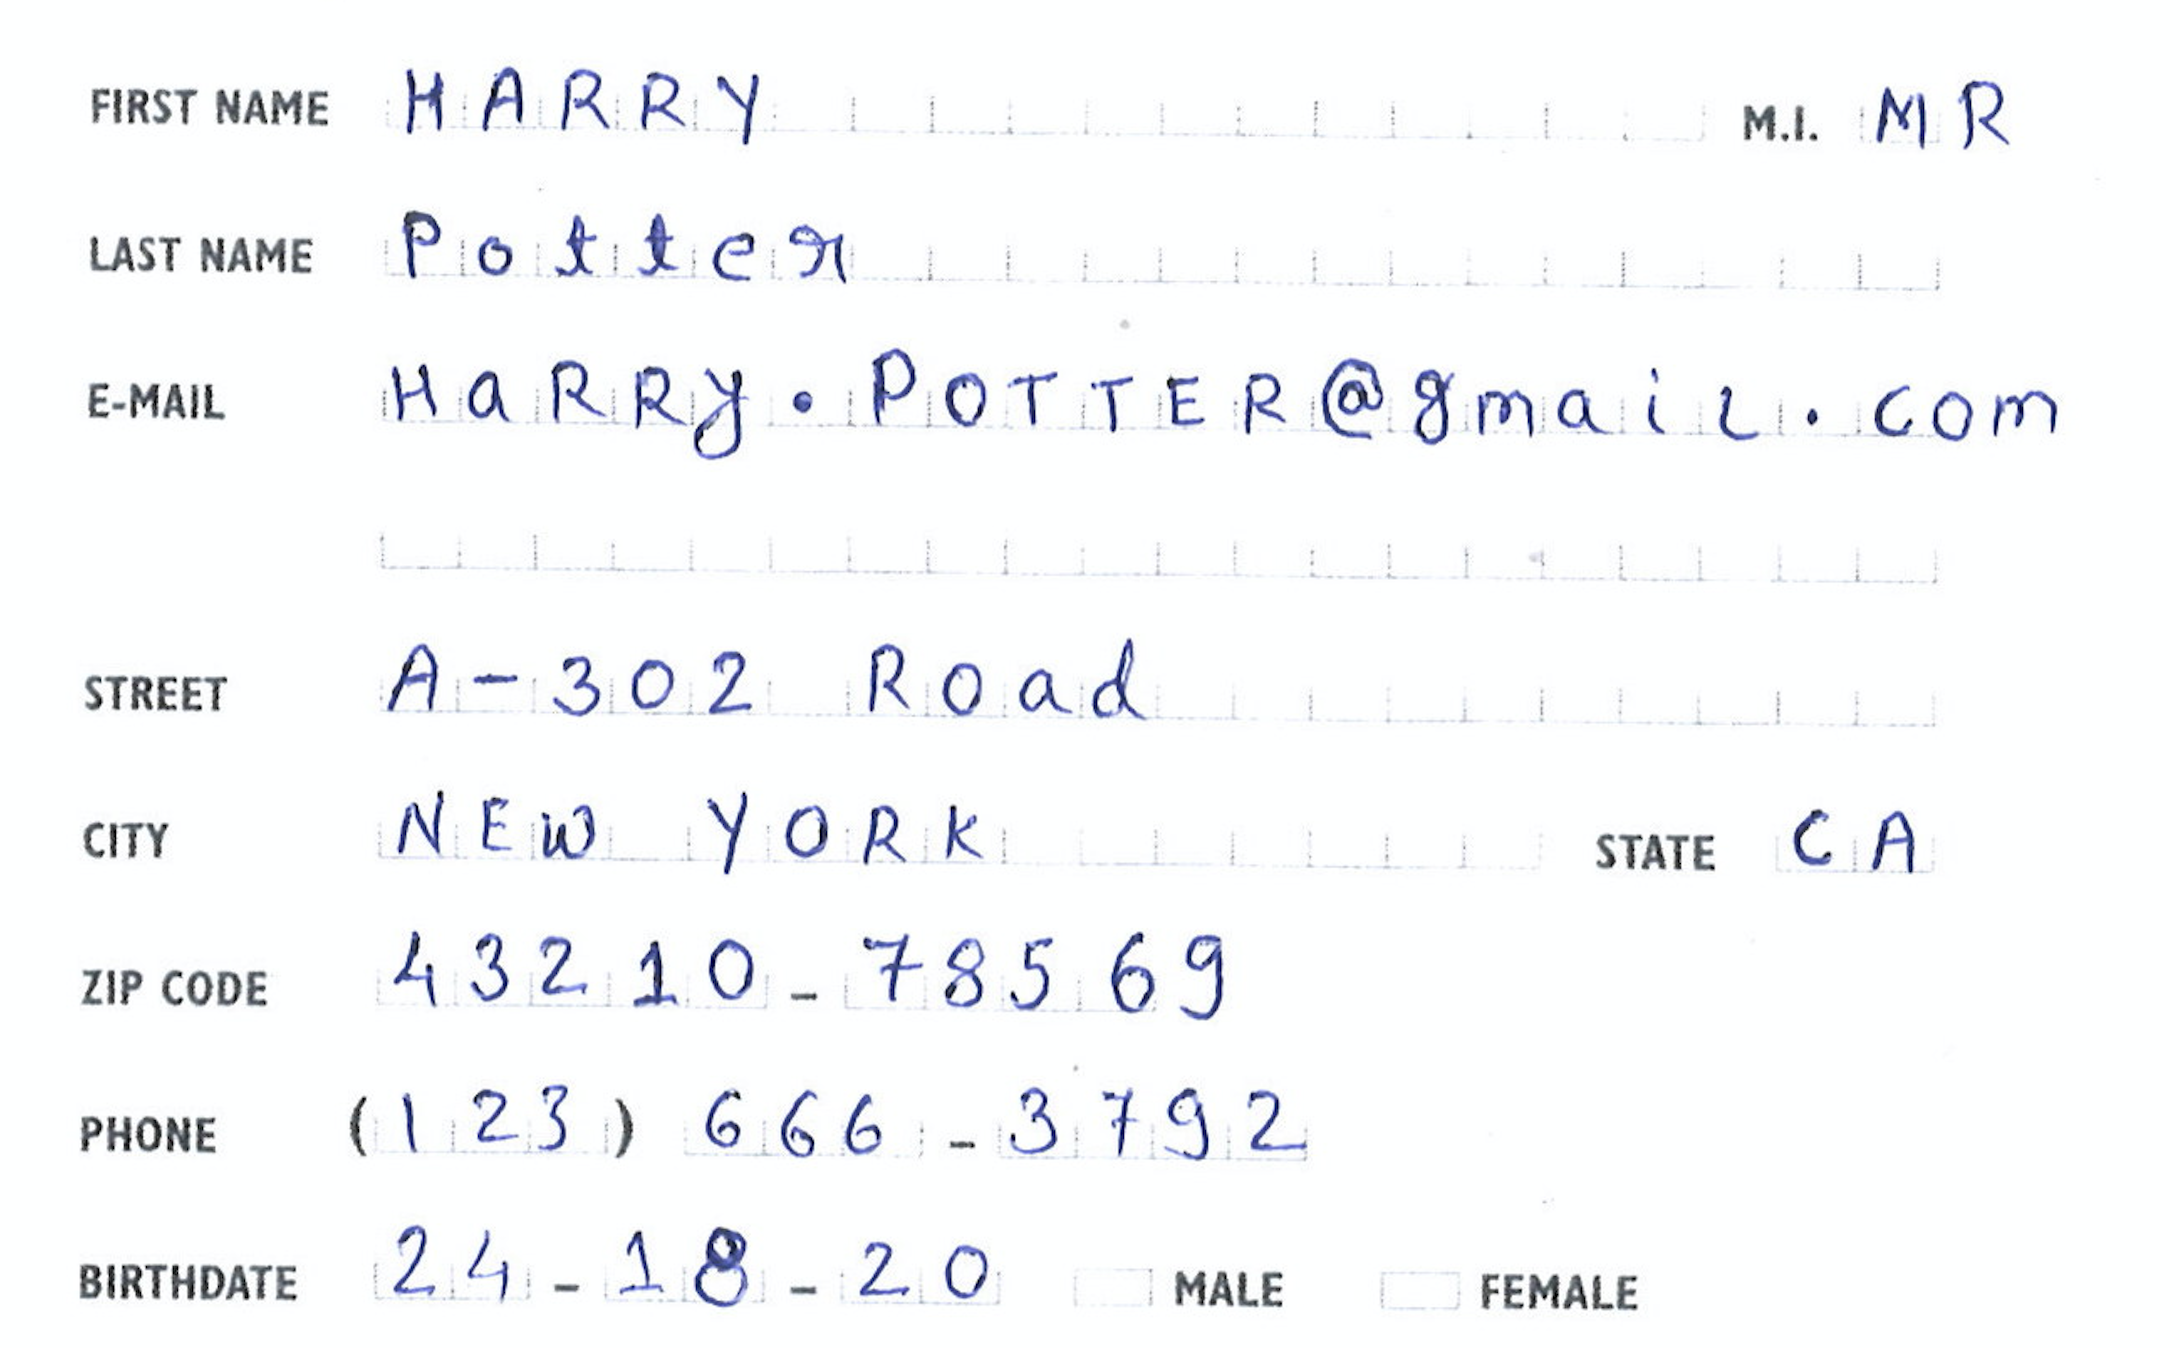 FIRST NAME HARRY M.I. MR
LAST NAME Potter
E-MAIL HaRRy.POTTER@gmail.com
STREET A-302 Road
CITY NEW YORK STATE CA
ZIP CODE 43210-78569
PHONE (123) 666-3792
BIRTHDATE 24-18-20 MALE FEMALE